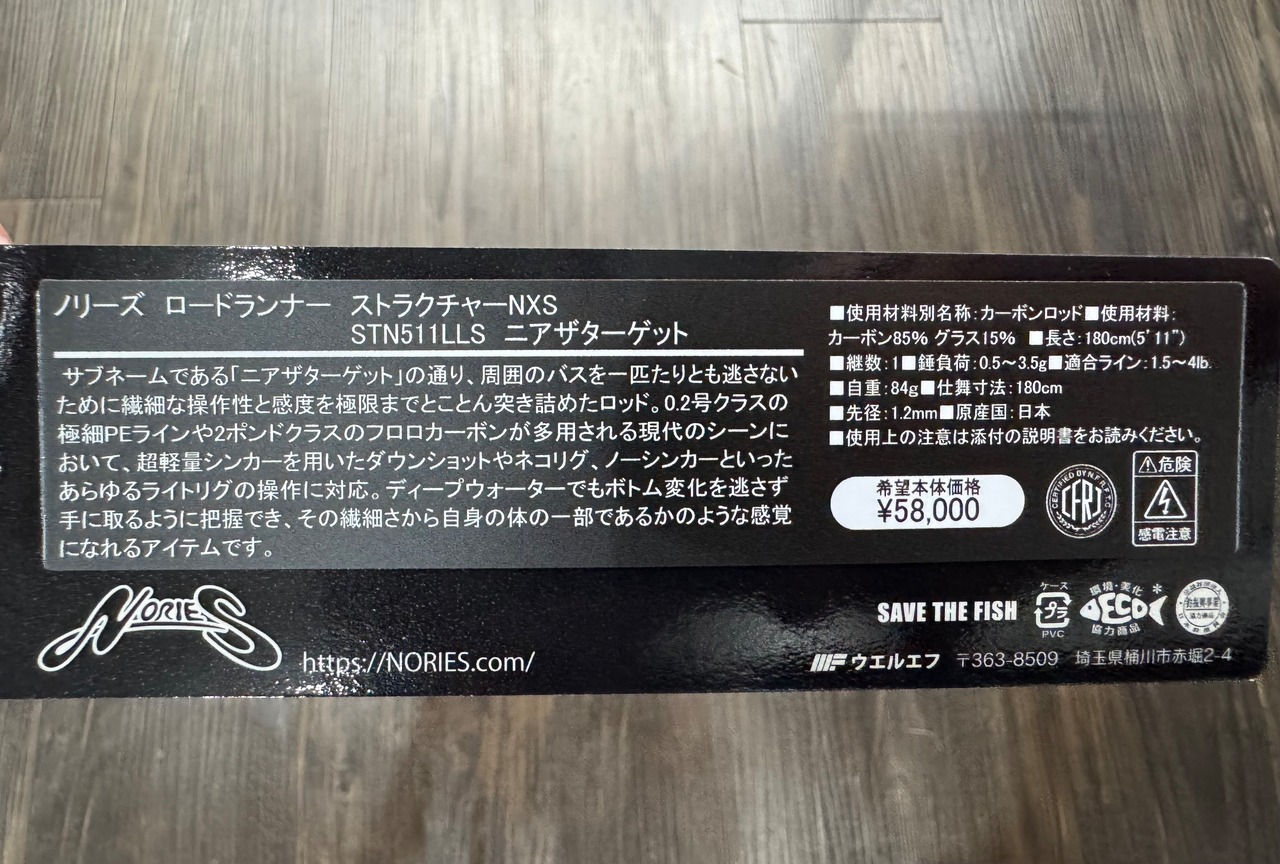 ノリーズ ロードランナー ストラクチャーNXS
STN511LLS ニアザターゲット
サブネームである「ニアザターゲット」の通り、周囲のバスを一匹たりとも逃さない
ために繊細な操作性と感度を極限までとことん突き詰めたロッド。0.2号クラスの
極細PEラインや2ポンドクラスのフロロカーボンが多用される現代のシーンに
おいて、超軽量シンカーを用いたダウンショットやネコリグ、ノーシンカーといった
あらゆるライトリグの操作に対応。ディープウォーターでもボトム変化を逃さず
手に取るように把握でき、その繊細さから自身の体の一部であるかのような感覚
になれるアイテムです。
■使用材料別名称:カーボンロッド■使用材料:
カーボン85% グラス15% ■長さ:180cm(5'11")
■継数:1■錘負荷:0.5〜3.5g■適合ライン:1.5〜4lb.
■自重:84g■仕舞寸法:180cm
■先径:1.2mm■原産国:日本
■使用上の注意は添付の説明書をお読みください。
希望本体価格
¥58,000
CFRJ
危険
感電注意
NORIES
https://NORIES.com/
SAVE THE FISH
ケース
プラ
PVC
環境・美化
ECO
協力商品
ウエルエフ 〒363-8509 埼玉県桶川市赤堀2-4